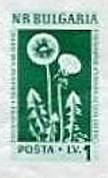 NR BULGARIA
POSTA · LV. 1